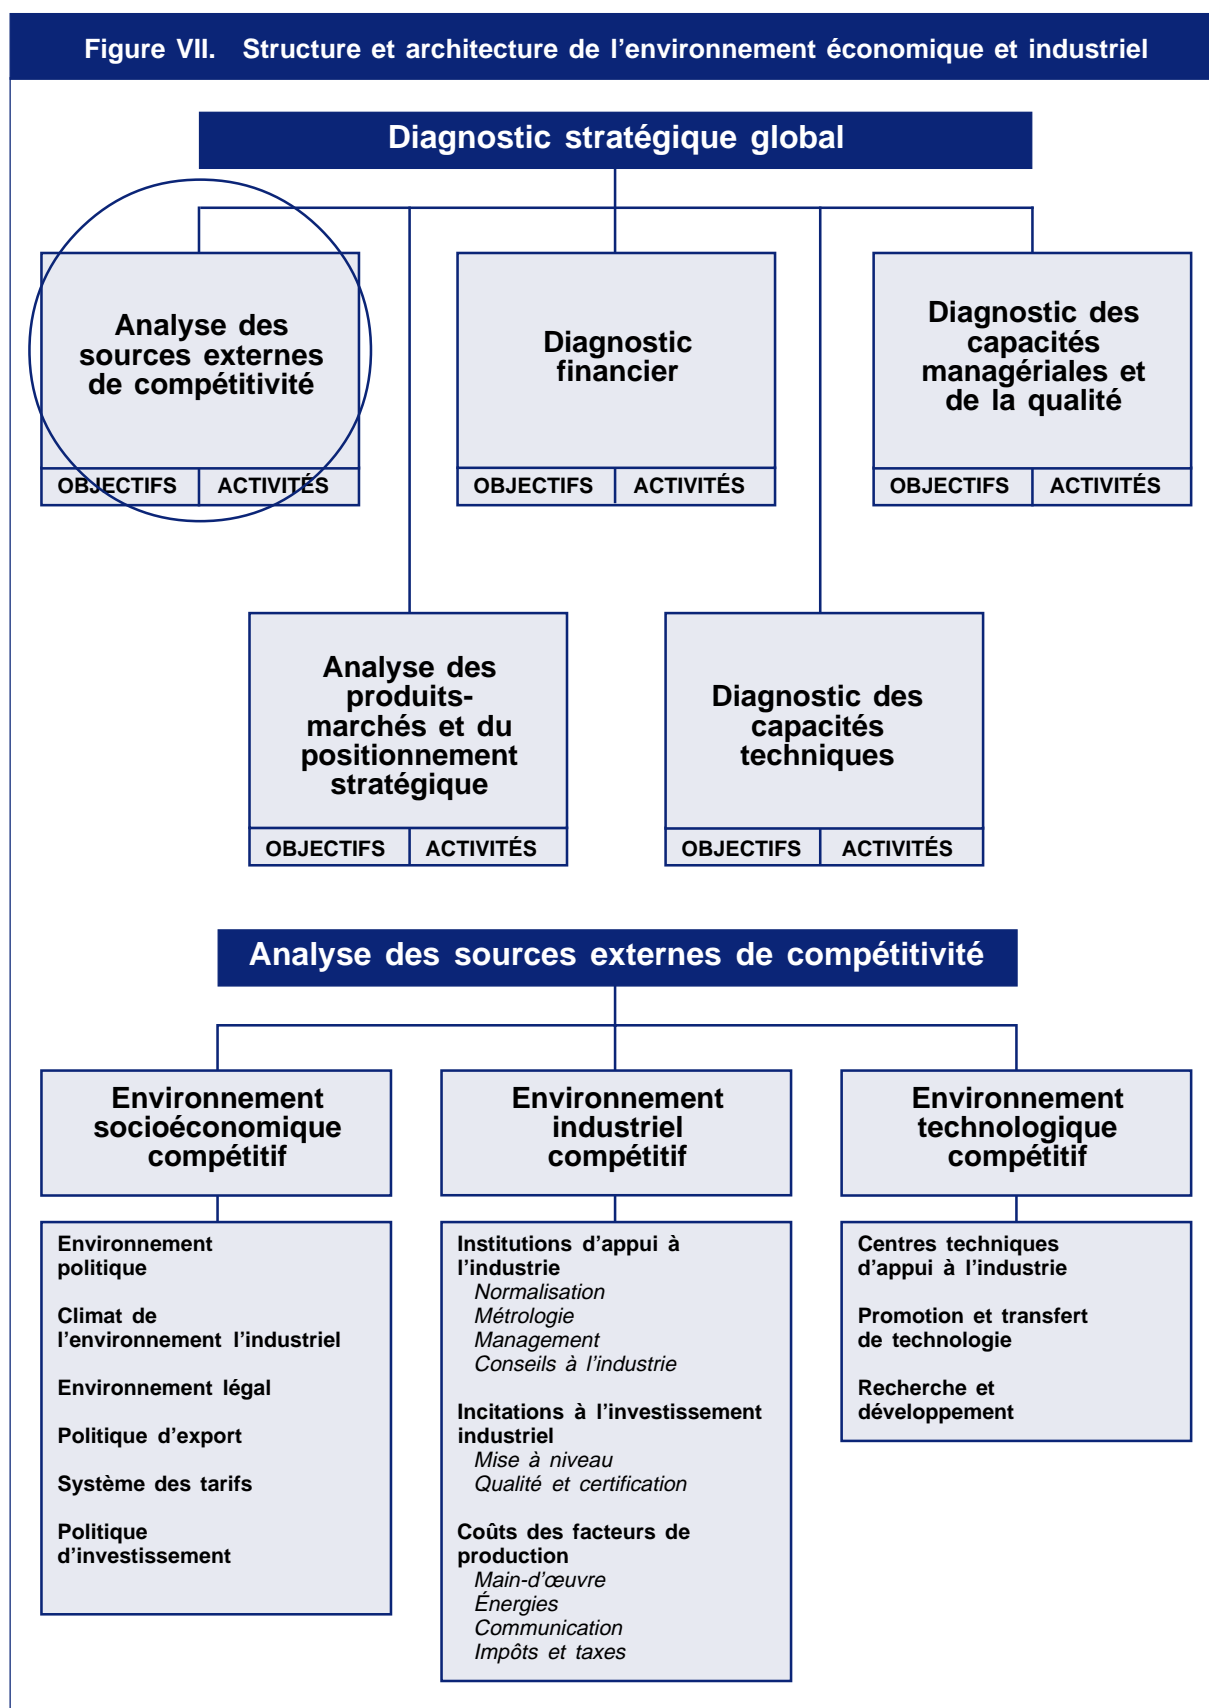 Figure VII. Structure et architecture de l’environnement économique et industriel
Diagnostic stratégique global
Analyse des
sources externes
de compétitivité
OBJECTIFS ACTIVITÉS
Diagnostic
financier
OBJECTIFS ACTIVITÉS
Diagnostic des
capacités
managériales et
de la qualité
OBJECTIFS ACTIVITÉS
Analyse des
produits-
marchés et du
positionnement
stratégique
OBJECTIFS ACTIVITÉS
Diagnostic des
capacités
techniques
OBJECTIFS ACTIVITÉS
Analyse des sources externes de compétitivité
Environnement
socioéconomique
compétitif
Environnement
politique
Climat de
l’environnement l’industriel
Environnement légal
Politique d’export
Système des tarifs
Politique
d’investissement
Environnement
industriel
compétitif
Institutions d’appui à
l’industrie
Normalisation
Métrologie
Management
Conseils à l’industrie
Incitations à l’investissement
industriel
Mise à niveau
Qualité et certification
Coûts des facteurs de
production
Main-d’œuvre
Énergies
Communication
Impôts et taxes
Environnement
technologique
compétitif
Centres techniques
d’appui à l’industrie
Promotion et transfert
de technologie
Recherche et
développement